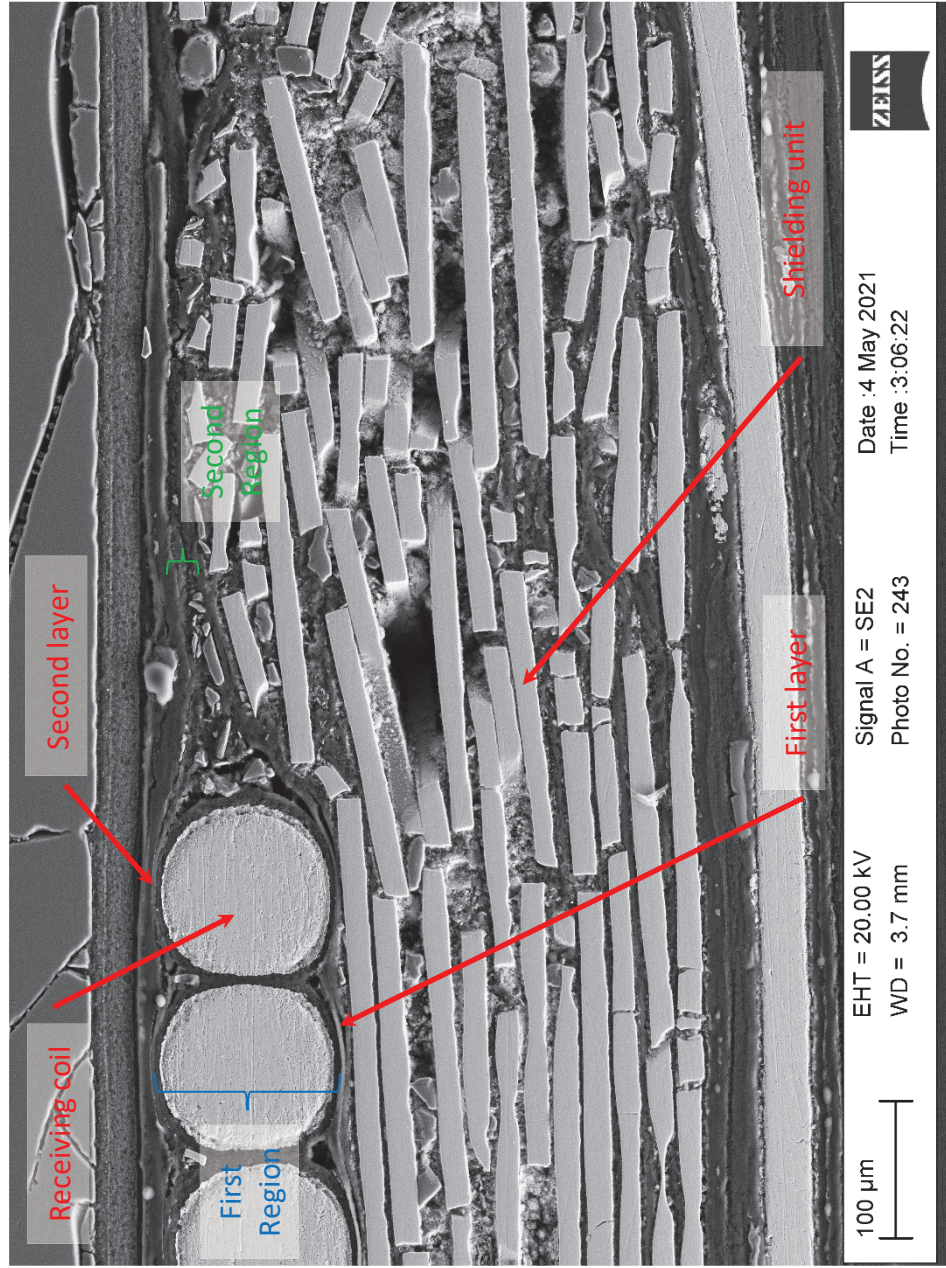 Receiving coil
Second layer
Second
Region
First
Region
First layer
Shielding unit
100 µm
EHT = 20.00 kV
WD = 3.7 mm
Signal A = SE2
Photo No. = 243
Date :4 May 2021
Time :3:06:22
ZEISS